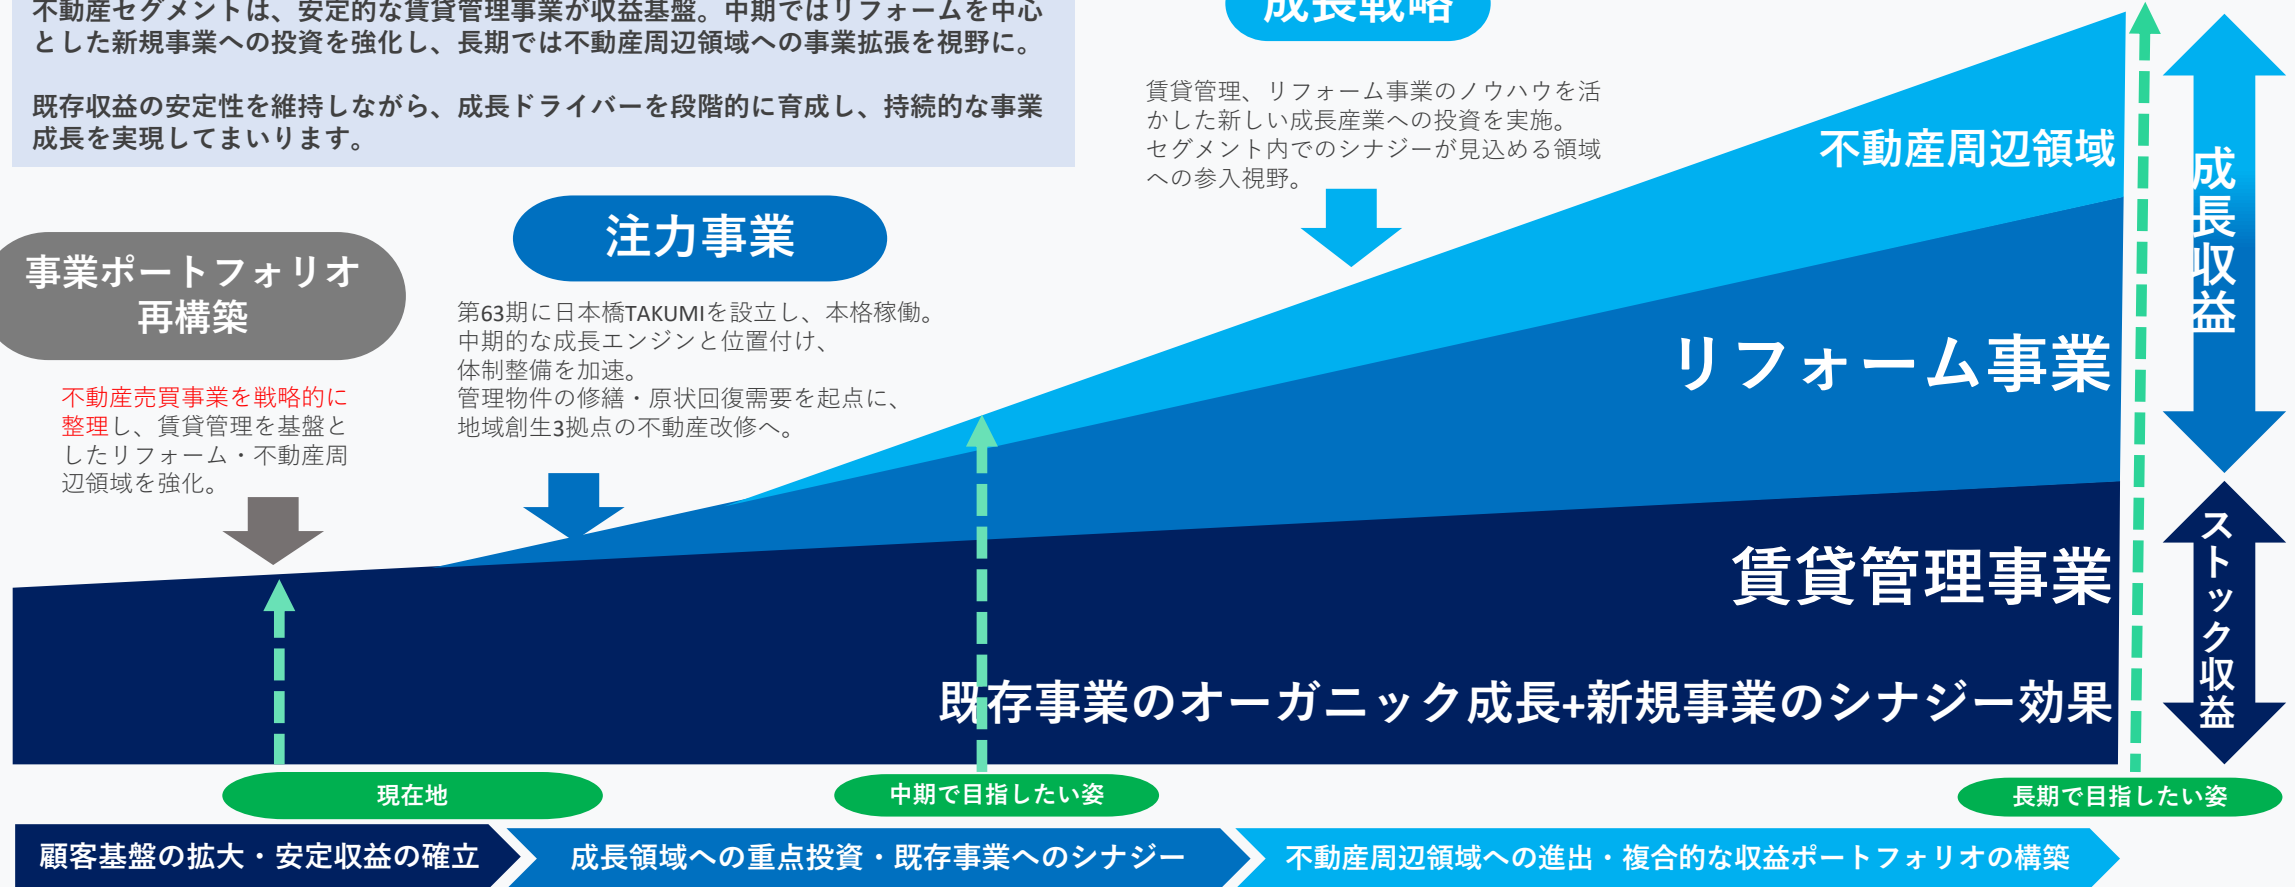 不動産セグメントは、安定的な賃貸管理事業が収益基盤。中期ではリフォームを中心
とした新規事業への投資を強化し、長期では不動産周辺領域への事業拡張を視野に。
既存収益の安定性を維持しながら、成長ドライバーを段階的に育成し、持続的な事業
成長を実現してまいります。
成長戦略
賃貸管理、リフォーム事業のノウハウを活
かした新しい成長産業への投資を実施。
セグメント内でのシナジーが見込める領域
への参入視野。
注力事業
第63期に日本橋TAKUMIを設立し、本格稼働。
中期的な成長エンジンと位置付け、
体制整備を加速。
管理物件の修繕・原状回復需要を起点に、
地域創生3拠点の不動産改修へ。
事業ポートフォリオ
再構築
不動産売買事業を戦略的に
整理し、賃貸管理を基盤と
したリフォーム・不動産周
辺領域を強化。
不動産周辺領域
リフォーム事業
賃貸管理事業
既存事業のオーガニック成長+新規事業のシナジー効果
成長収益
ストック収益
現在地
中期で目指したい姿
長期で目指したい姿
顧客基盤の拡大・安定収益の確立
成長領域への重点投資・既存事業へのシナジー
不動産周辺領域への進出・複合的な収益ポートフォリオの構築